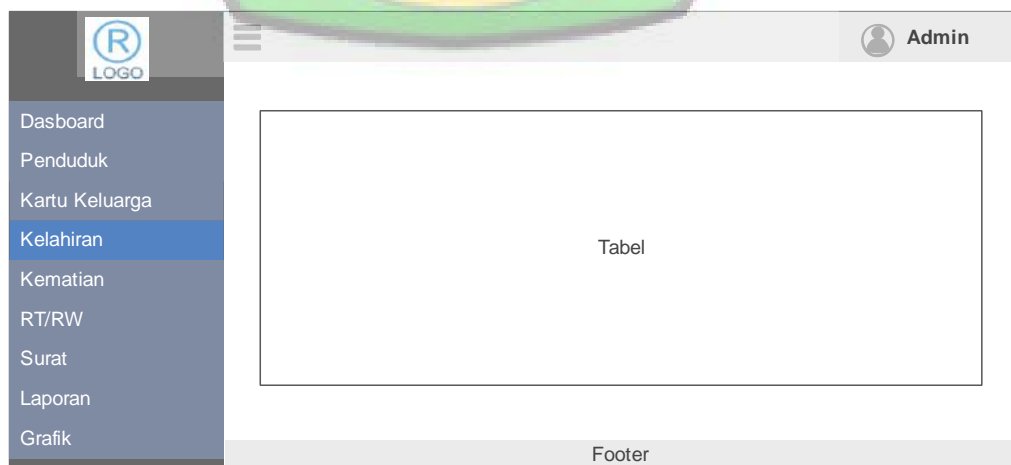 R
LOGO
Admin
Dasboard
Penduduk
Kartu Keluarga
Kelahiran
Kematian
RT/RW
Surat
Laporan
Grafik
Tabel
Footer